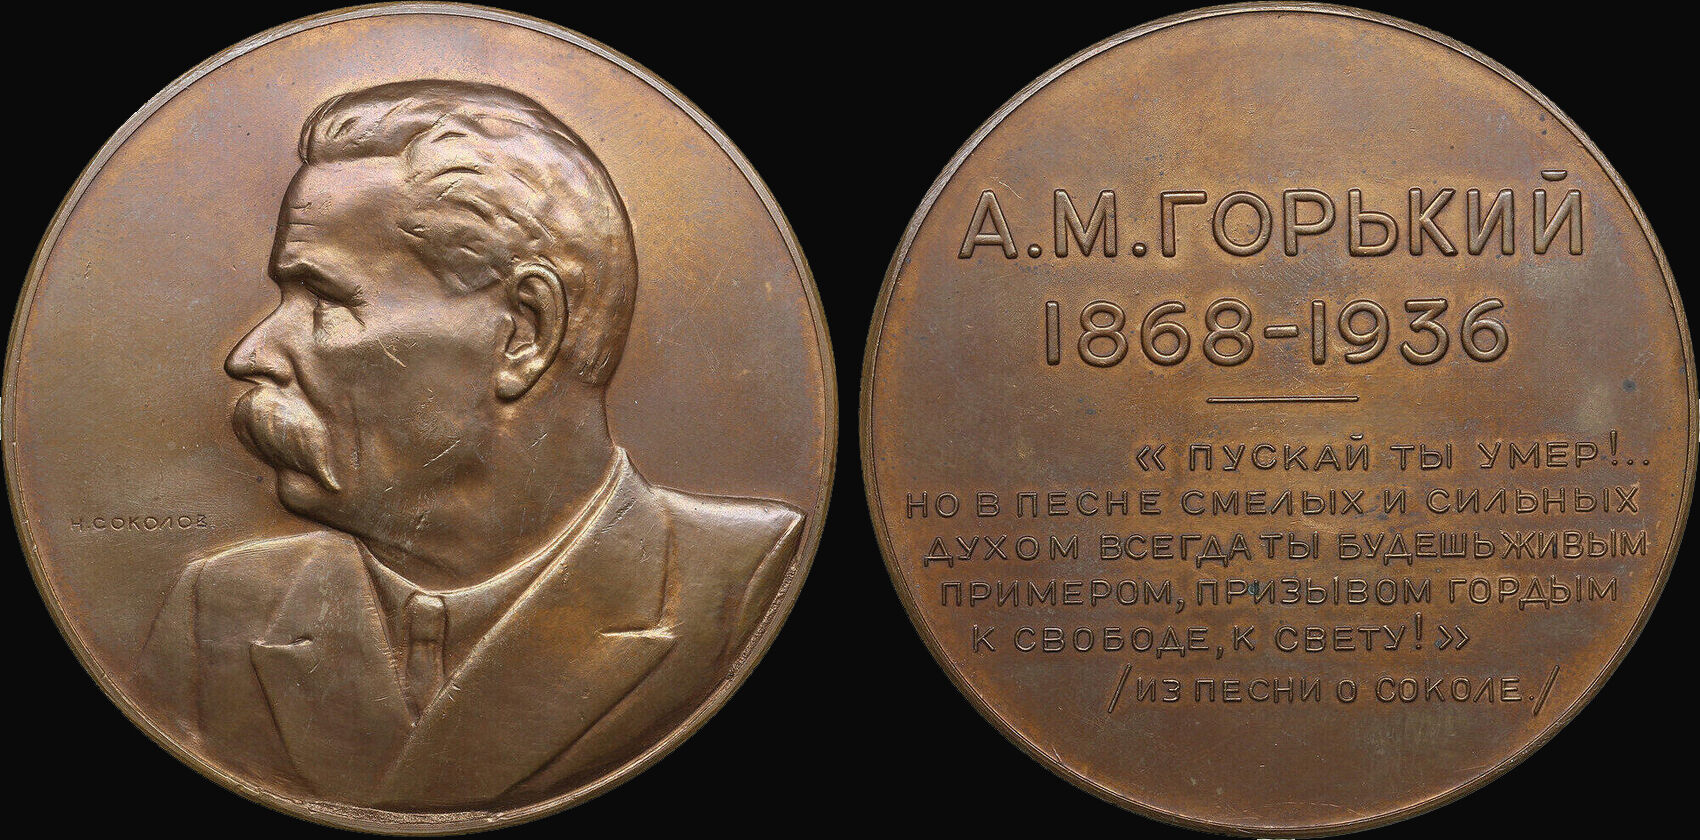 Н.СОКОЛОВ
А.М.ГОРЬКИЙ
1868-1936
« ПУСКАЙ ТЫ УМЕР!..
НО В ПЕСНЕ СМЕЛЫХ И СИЛЬНЫХ
ДУХОМ ВСЕГДА ТЫ БУДЕШЬ ЖИВЫМ
ПРИМЕРОМ, ПРИЗЫВОМ ГОРДЫМ
К СВОБОДЕ, К СВЕТУ!»
/ИЗ ПЕСНИ О СОКОЛЕ./